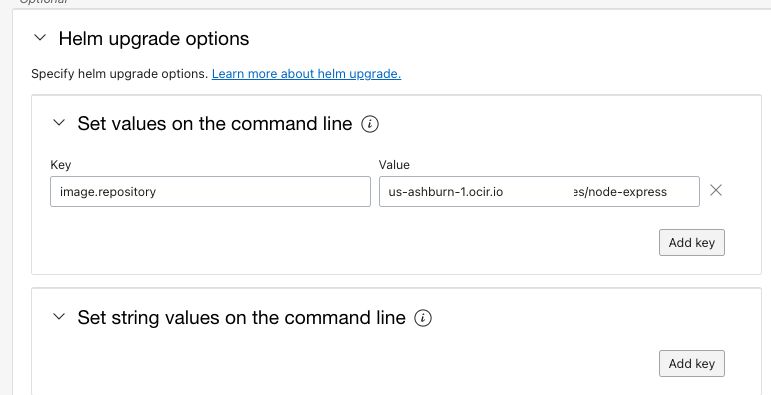 Optional
Helm upgrade options
Specify helm upgrade options. Learn more about helm upgrade.
Set values on the command line
Key Value
image.repository us-ashburn-1.ocir.io es/node-express
Add key
Set string values on the command line
Add key